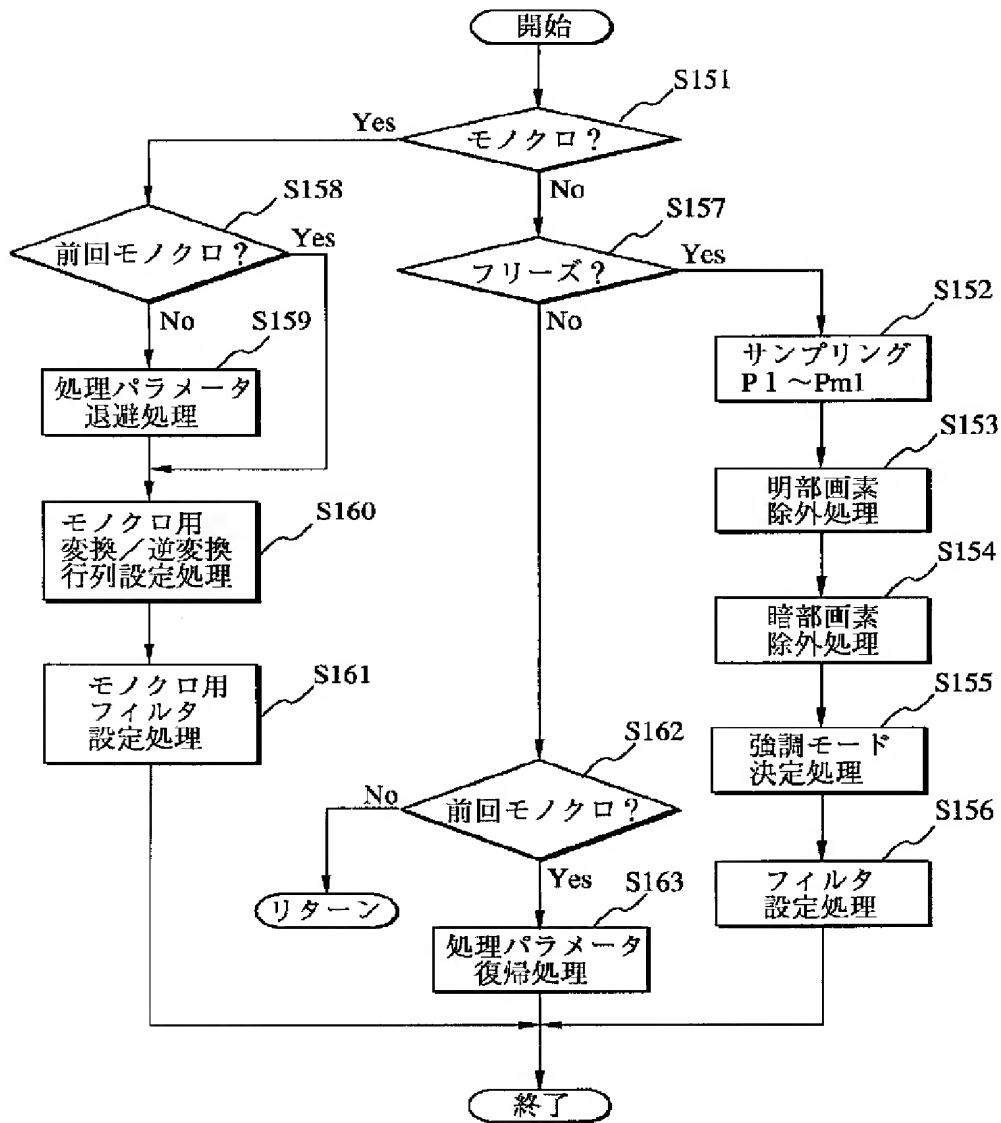 開始
S151
モノクロ?
Yes
No
S158
前回モノクロ?
Yes
No
S159
処理パラメータ
退避処理
S160
モノクロ用
変換/逆変換
行列設定処理
S161
モノクロ用
フィルタ
設定処理
S157
フリーズ?
Yes
No
S152
サンプリング
P1~Pm1
S153
明部画素
除外処理
S154
暗部画素
除外処理
S155
強調モード
決定処理
S156
フィルタ
設定処理
S162
前回モノクロ?
No
Yes
リターン
S163
処理パラメータ
復帰処理
終了